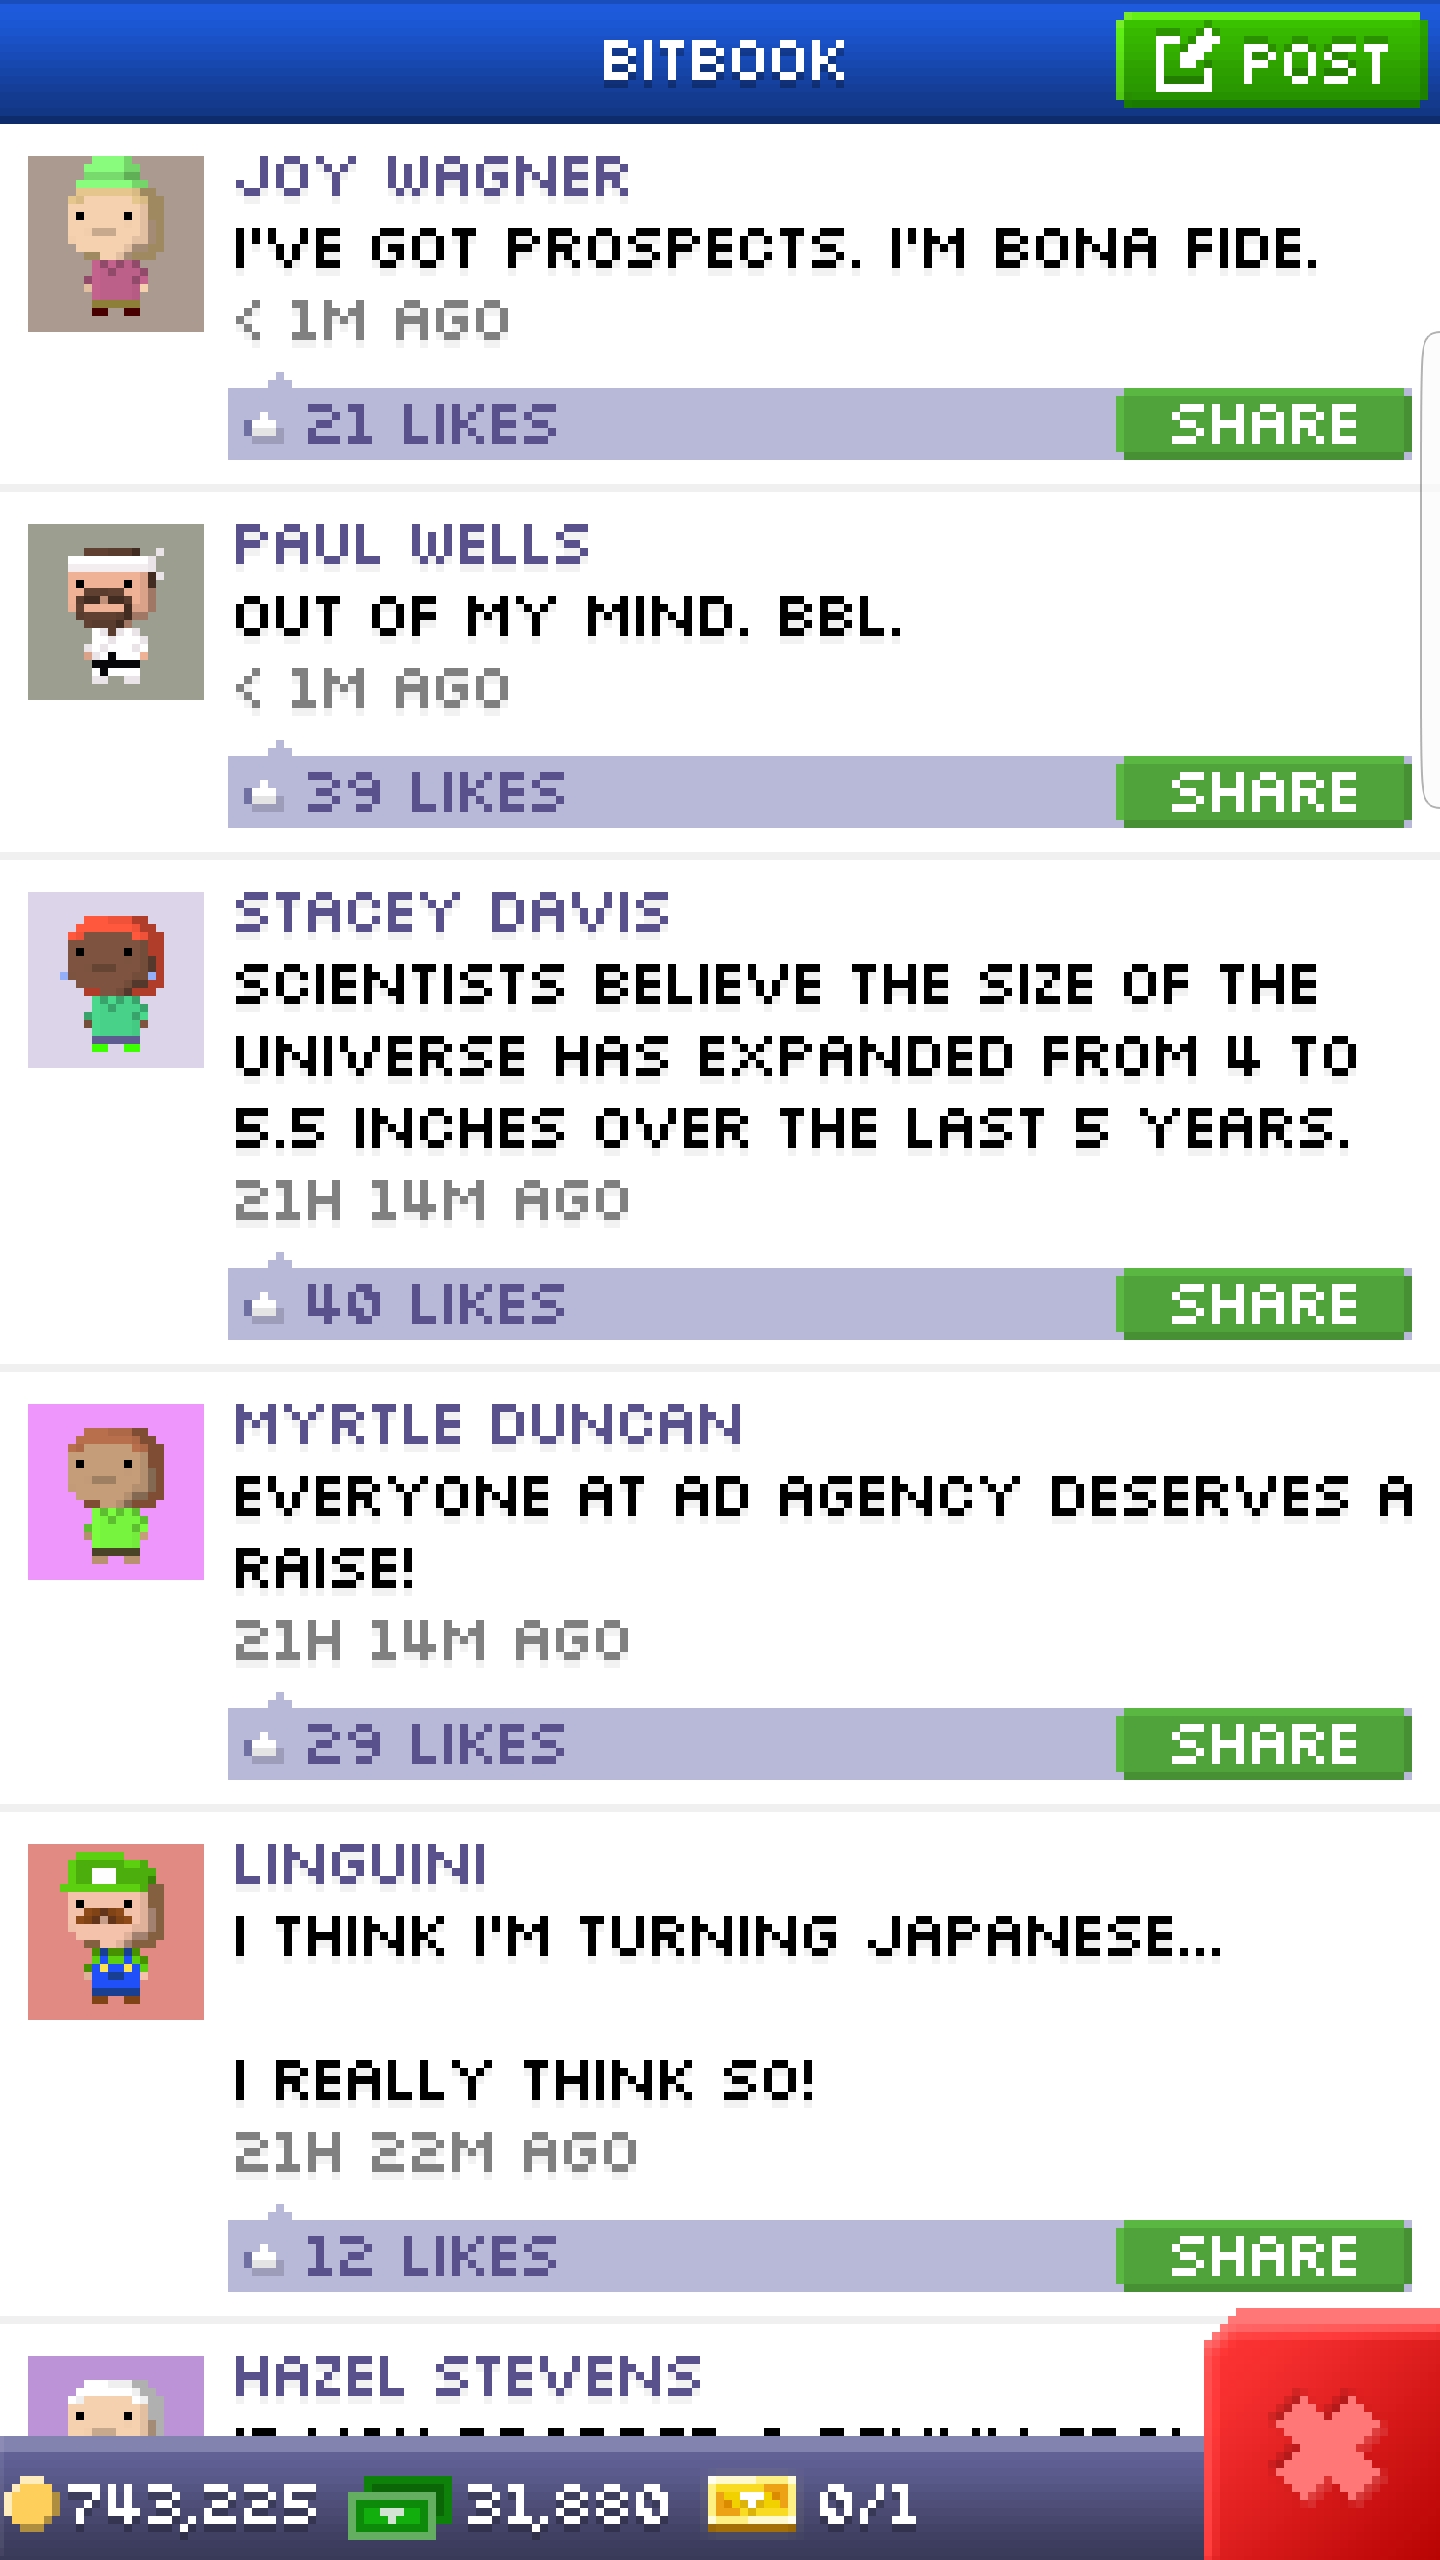 BITBOOK
POST
JOY WAGNER
I'VE GOT PROSPECTS. I'M BONA FIDE.
< 1M AGO
21 LIKES
SHARE
PAUL WELLS
OUT OF MY MIND. BBL.
< 1M AGO
39 LIKES
SHARE
STACEY DAVIS
SCIENTISTS BELIEVE THE SIZE OF THE
UNIVERSE HAS EXPANDED FROM 4 TO
5.5 INCHES OVER THE LAST 5 YEARS.
21H 14M AGO
40 LIKES
SHARE
MYRTLE DUNCAN
EVERYONE AT AD AGENCY DESERVES A
RAISE!
21H 14M AGO
29 LIKES
SHARE
LINGUINI
I THINK I'M TURNING JAPANESE...
I REALLY THINK SO!
21H 22M AGO
12 LIKES
SHARE
HAZEL STEVENS
743,225 31,880 0/1